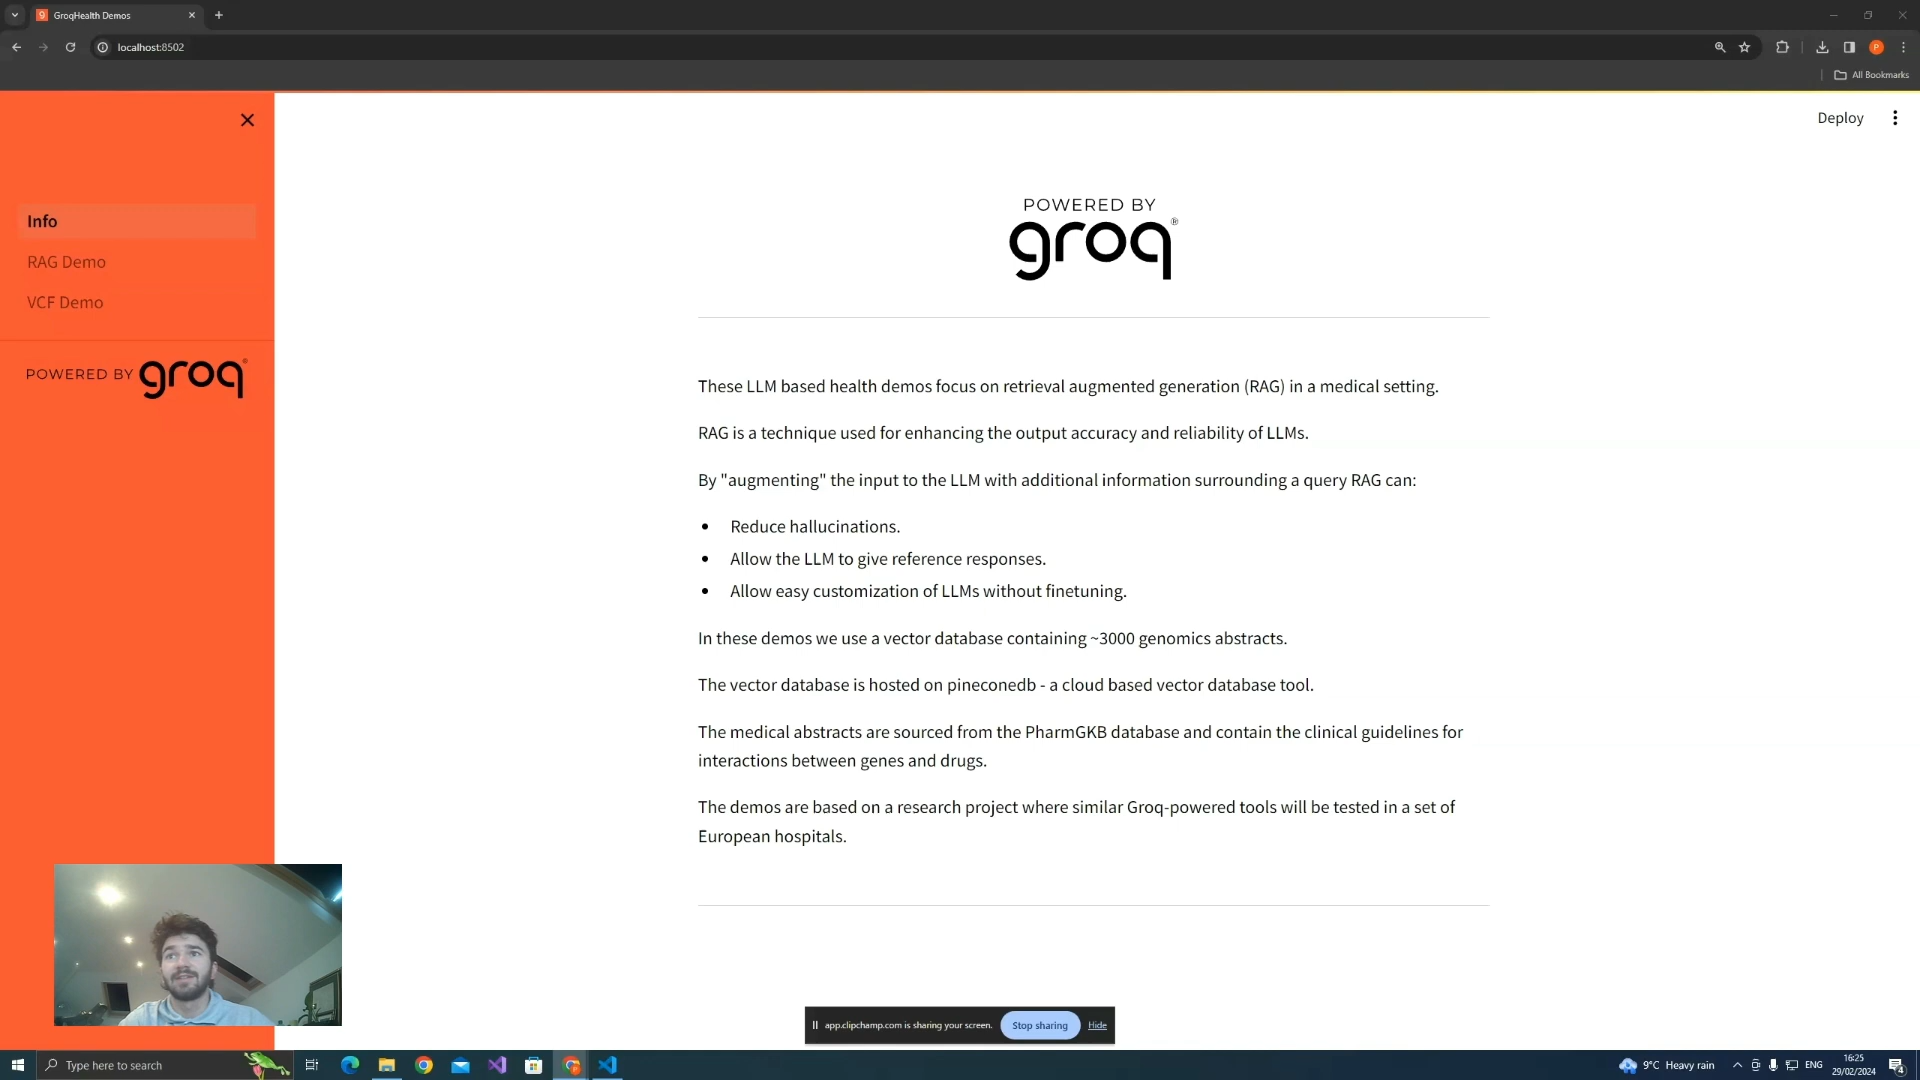 GroqHealth Demos
localhost:8502
All Bookmarks
Deploy
Info
RAG Demo
VCF Demo
POWERED BY groq®
POWERED BY
groq®
These LLM based health demos focus on retrieval augmented generation (RAG) in a medical setting.
RAG is a technique used for enhancing the output accuracy and reliability of LLMs.
By "augmenting" the input to the LLM with additional information surrounding a query RAG can:
• Reduce hallucinations.
• Allow the LLM to give reference responses.
• Allow easy customization of LLMs without finetuning.
In these demos we use a vector database containing ~3000 genomics abstracts.
The vector database is hosted on pineconedb - a cloud based vector database tool.
The medical abstracts are sourced from the PharmGKB database and contain the clinical guidelines for
interactions between genes and drugs.
The demos are based on a research project where similar Groq-powered tools will be tested in a set of
European hospitals.
app.clipchamp.com is sharing your screen. Stop sharing Hide
Type here to search
9°C Heavy rain
ENG
16:25
29/02/2024
4
P